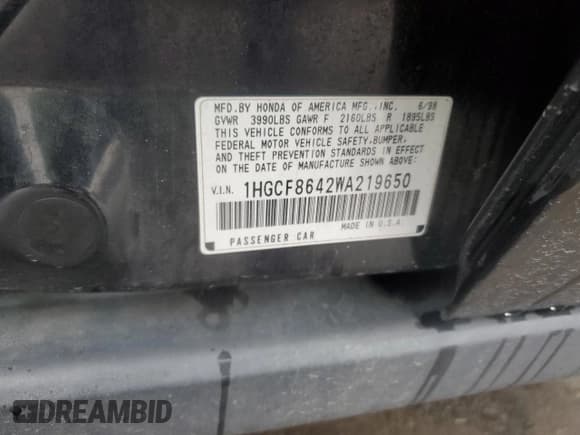 MFD.BY HONDA OF AMERICA MFG.,INC. 6/98
GVWR 3990LBS GAWR F 2160LBS R 1895LBS
THIS VEHICLE CONFORMS TO ALL APPLICABLE
FEDERAL MOTOR VEHICLE SAFETY,BUMPER,
AND THEFT PREVENTION STANDARDS IN EFFECT
ON THE DATE OF MANUFACTURE SHOWN ABOVE.
V.I.N. 1HGCF8642WA219650
MADE IN U.S.A.
PASSENGER CAR
DREAMBID